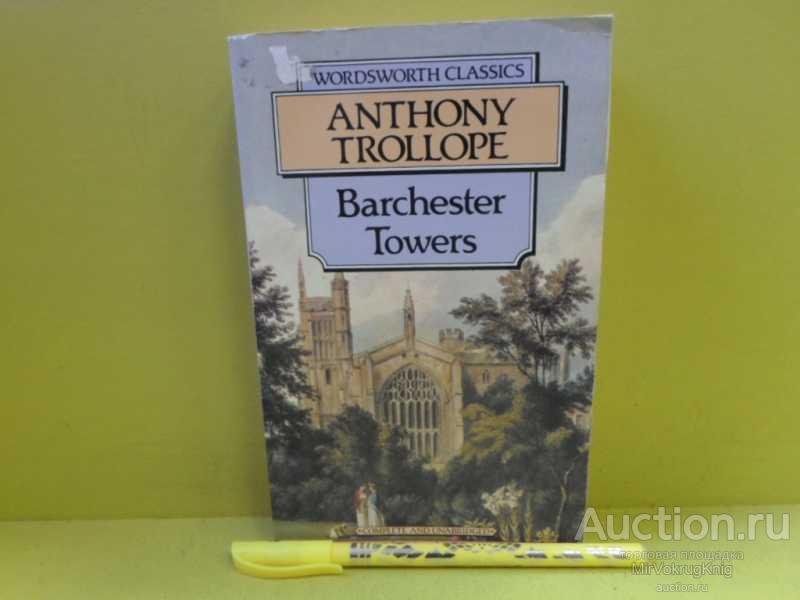 WORDSWORTH CLASSICS
ANTHONY
TROLLOPE
Barchester
Towers
COMPLETE AND UNABRIDGED
Auction.ru
торговая площадка
MirVokrugKnig
auction.ru